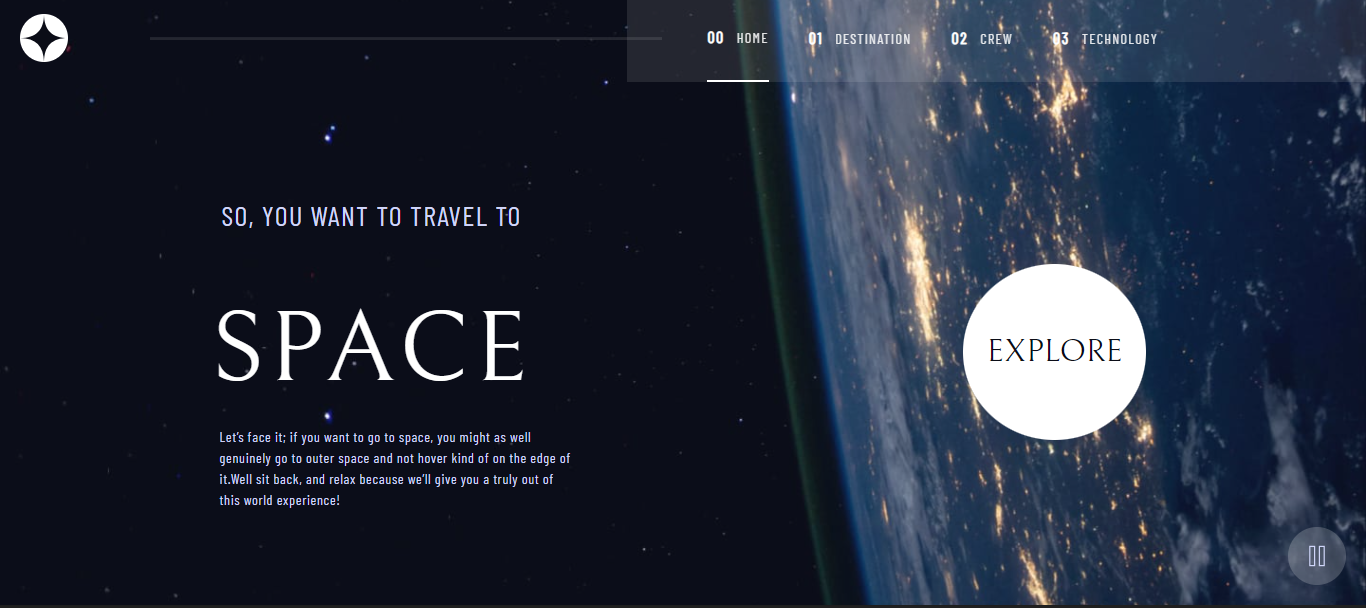 00 HOME 01 DESTINATION 02 CREW 03 TECHNOLOGY
SO, YOU WANT TO TRAVEL TO
SPACE
EXPLORE
Let’s face it; if you want to go to space, you might as well
genuinely go to outer space and not hover kind of on the edge of
it.Well sit back, and relax because we’ll give you a truly out of
this world experience!